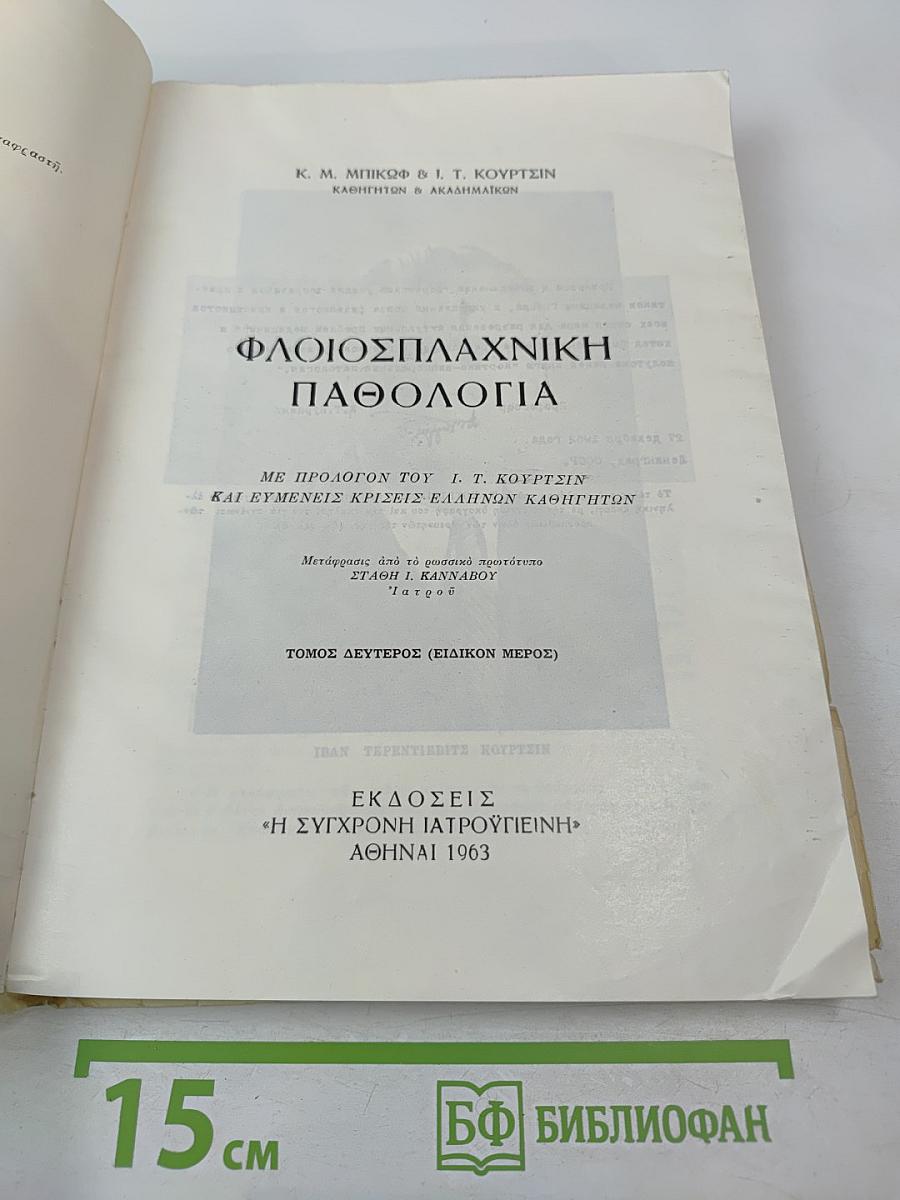 αφραστῆ.
Κ. Μ. ΜΠΙΚΩΦ & Ι. Τ. ΚΟΥΡΤΣΙΝ
ΚΑΘΗΓΗΤΩΝ & ΑΚΑΔΗΜΑΪΚΩΝ
ΦΛΟΙΟΣΠΛΑΧΝΙΚΗ
ΠΑΘΟΛΟΓΙΑ
ΜΕ ΠΡΟΛΟΓΟΝ ΤΟΥ Ι. Τ. ΚΟΥΡΤΣΙΝ
ΚΑΙ ΕΥΜΕΝΕΙΣ ΚΡΙΣΕΙΣ ΕΛΛΗΝΩΝ ΚΑΘΗΓΗΤΩΝ
Μετάφρασις ἀπὸ τὸ ρωσσικὸ πρωτότυπο
ΣΤΑΘΗ Ι. ΚΑΝΝΑΒΟΥ
Ἰατροῦ
ΤΟΜΟΣ ΔΕΥΤΕΡΟΣ (ΕΙΔΙΚΟΝ ΜΕΡΟΣ)
ΙΒΑΝ ΤΕΡΕΝΤΙΕΒΙΤΣ ΚΟΥΡΤΣΙΝ
ΕΚΔΟΣΕΙΣ
«Η ΣΥΓΧΡΟΝΗ ΙΑΤΡΟΫΓΙΕΙΝΗ»
ΑΘΗΝΑΙ 1963
15 см
БФ БИБЛИОФАН